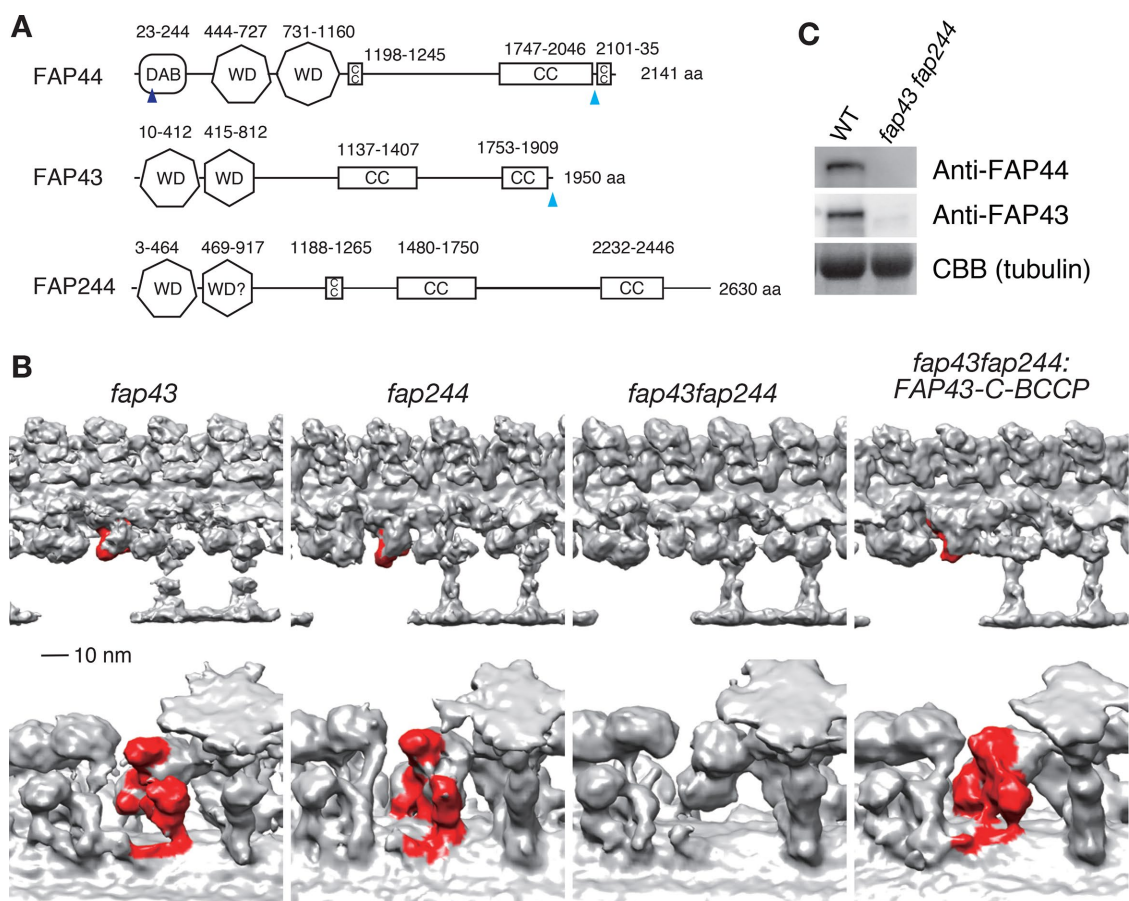 A
23-244 444-727 731-1160 1198-1245 1747-2046 2101-35
FAP44 DAB WD WD CC CC CC 2141 aa
10-412 415-812 1137-1407 1753-1909
FAP43 WD WD CC CC 1950 aa
3-464 469-917 1188-1265 1480-1750 2232-2446
FAP244 WD WD? CC CC CC 2630 aa
C
WT fap43 fap244
Anti-FAP44
Anti-FAP43
CBB (tubulin)
B
fap43 fap244 fap43fap244 fap43fap244:
FAP43-C-BCCP
10 nm